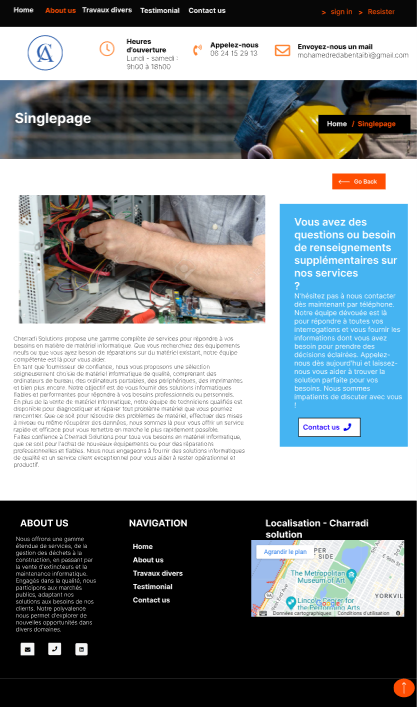 Home About us Travaux divers Testimonial Contact us > sign in > Resister
CA
Heures
d'ouverture
Lundi - samedi :
9h00 à 18h00
Appelez-nous
06 24 15 29 13
Envoyez-nous un mail
mohamedredabentaibi@gmail.com
Singlepage
Home / Singlepage
Go Back
Vous avez des
questions ou besoin
de renseignements
supplémentaires sur
nos services
?
N'hésitez pas à nous contacter
dès maintenant par téléphone.
Notre équipe dévouée est là
pour répondre à toutes vos
interrogations et vous fournir les
informations dont vous avez
besoin pour prendre des
décisions éclairées. Appelez-
nous dès aujourd'hui et laissez-
nous vous aider à trouver la
solution parfaite pour vos
besoins. Nous sommes
impatients de discuter avec vous
!
Contact us
Charradi Solutions propose une gamme complète de services pour répondre à vos
besoins en matière de matériel informatique. Que vous recherchiez des équipements
neufs ou que vous ayez besoin de réparations sur du matériel existant, notre équipe
compétente est là pour vous aider.
En tant que fournisseur de confiance, nous vous proposons une sélection
soigneusement choisie de matériel informatique de qualité, comprenant des
ordinateurs de bureau, des ordinateurs portables, des périphériques, des imprimantes
et bien plus encore. Notre objectif est de vous fournir des solutions informatiques
fiables et performantes pour répondre à vos besoins professionnels ou personnels.
En plus de la vente de matériel informatique, notre équipe de techniciens qualifiés est
disponible pour diagnostiquer et réparer tout problème matériel que vous pourriez
rencontrer. Que ce soit pour résoudre des problèmes de matériel, effectuer des mises
à niveau ou même récupérer des données, nous sommes là pour vous offrir un service
rapide et efficace pour vous remettre en marche le plus rapidement possible.
Faites confiance à Charradi Solutions pour tous vos besoins en matériel informatique,
que ce soit pour l'achat de nouveaux équipements ou pour des réparations
professionnelles et fiables. Nous nous engageons à fournir des solutions informatiques
de qualité et un service client exceptionnel pour vous aider à rester opérationnel et
productif.
ABOUT US
Nous offrons une gamme
étendue de services, de la
gestion des déchets à la
construction, en passant par
la vente d'extincteurs et la
maintenance informatique.
Engagés dans la qualité, nous
participons aux marchés
publics, adaptant nos
solutions aux besoins de nos
clients. Notre polyvalence
nous permet d'explorer de
nouvelles opportunités dans
divers domaines.
NAVIGATION
Home
About us
Travaux divers
Testimonial
Contact us
Localisation - Charradi
solution
Agrandir le plan
PER
SIDE
The Metropolitan
Museum of Art
YORKVIL
Lincoln Center for
the Performing Arts
Données cartographiques Conditions d'utilisation